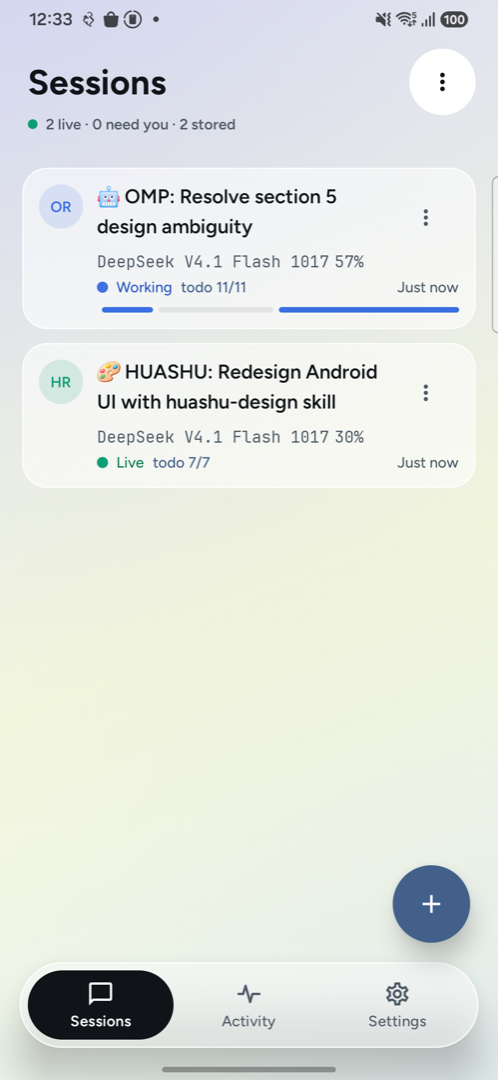 12:33
100
Sessions
2 live · 0 need you · 2 stored
OR
🤖 OMP: Resolve section 5
design ambiguity
DeepSeek V4.1 Flash 1017 57%
Working todo 11/11
Just now
HR
🎨 HUASHU: Redesign Android
UI with huashu-design skill
DeepSeek V4.1 Flash 1017 30%
Live todo 7/7
Just now
Sessions
Activity
Settings